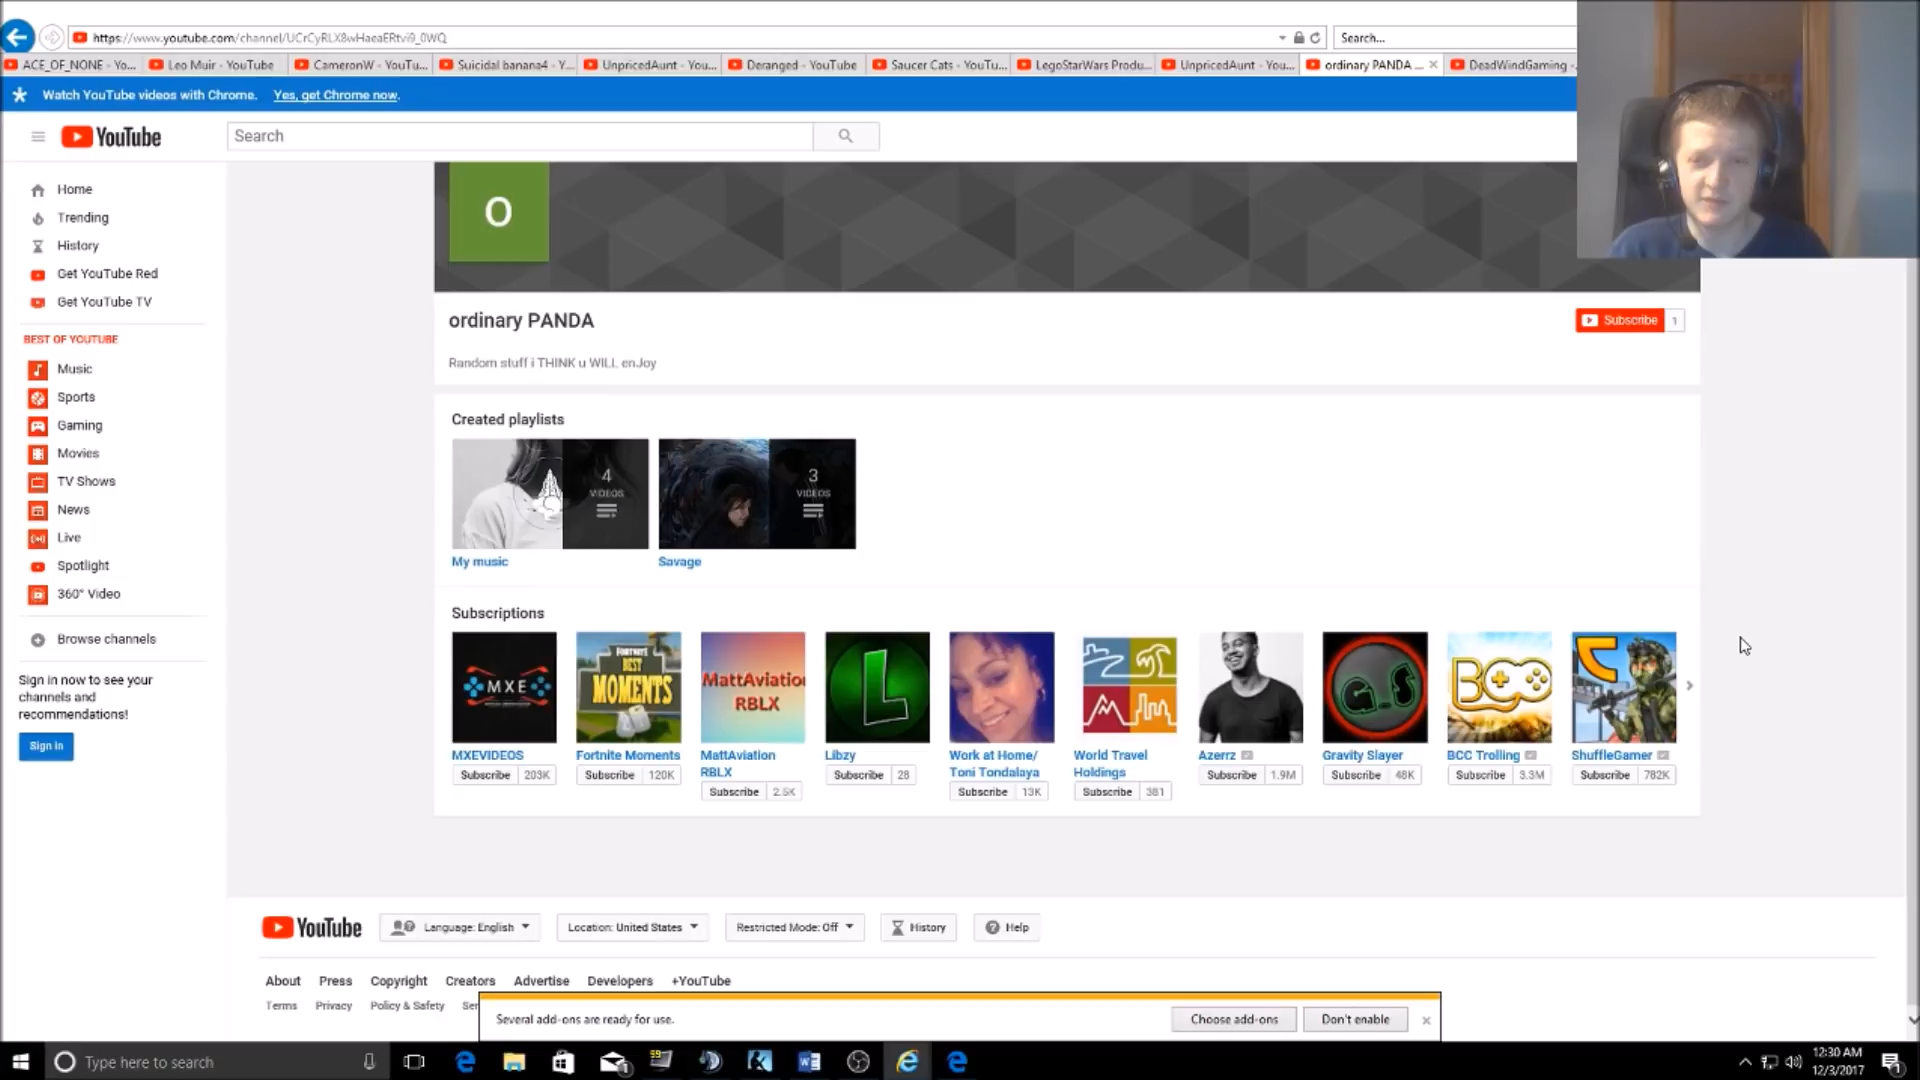 https://www.youtube.com/channel/UCrCyRLX8wHaeaERtvi9_0WQ
Search...
ACE_OF_NONE - Yo...
Leo Muir - YouTube
CameronW - YouTu...
Suicidal banana4 - Y...
UnpricedAunt - You...
Deranged - YouTube
Saucer Cats - YouTu...
LegoStarWars Produ...
UnpricedAunt - You...
ordinary PANDA ...
DeadWindGaming -
Watch YouTube videos with Chrome. Yes, get Chrome now.
YouTube
Search
Home
Trending
History
Get YouTube Red
Get YouTube TV
BEST OF YOUTUBE
Music
Sports
Gaming
Movies
TV Shows
News
Live
Spotlight
360° Video
Browse channels
Sign in now to see your
channels and
recommendations!
Sign in
O
ordinary PANDA
Subscribe 1
Random stuff i THINK u WILL enJoy
Created playlists
4
VIDEOS
3
VIDEOS
My music
Savage
Subscriptions
MXE
FORTNITE
BEST
MOMENTS
MattAviation
RBLX
L
G.S
BCC
MXEVIDEOS
Subscribe 203K
Fortnite Moments
Subscribe 120K
MattAviation
RBLX
Subscribe 2.5K
Libzy
Subscribe 28
Work at Home/
Toni Tondalaya
Subscribe 13K
World Travel
Holdings
Subscribe 381
Azerrz
Subscribe 1.9M
Gravity Slayer
Subscribe 48K
BCC Trolling
Subscribe 3.3M
ShuffleGamer
Subscribe 782K
YouTube
Language: English
Location: United States
Restricted Mode: Off
History
Help
About Press Copyright Creators Advertise Developers +YouTube
Terms Privacy Policy & Safety Ser
Several add-ons are ready for use.
Choose add-ons
Don't enable
Type here to search
12:30 AM
12/3/2017